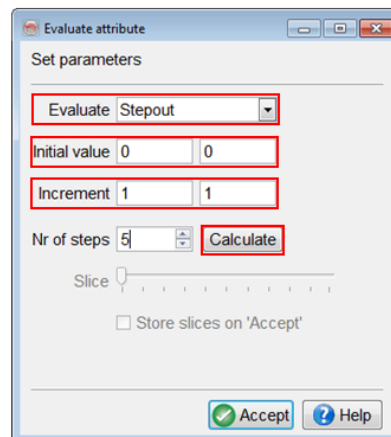 Evaluate attribute
Set parameters
Evaluate Stepout
Initial value 0 0
Increment 1 1
Nr of steps 5 Calculate
Slice
Store slices on 'Accept'
Accept Help